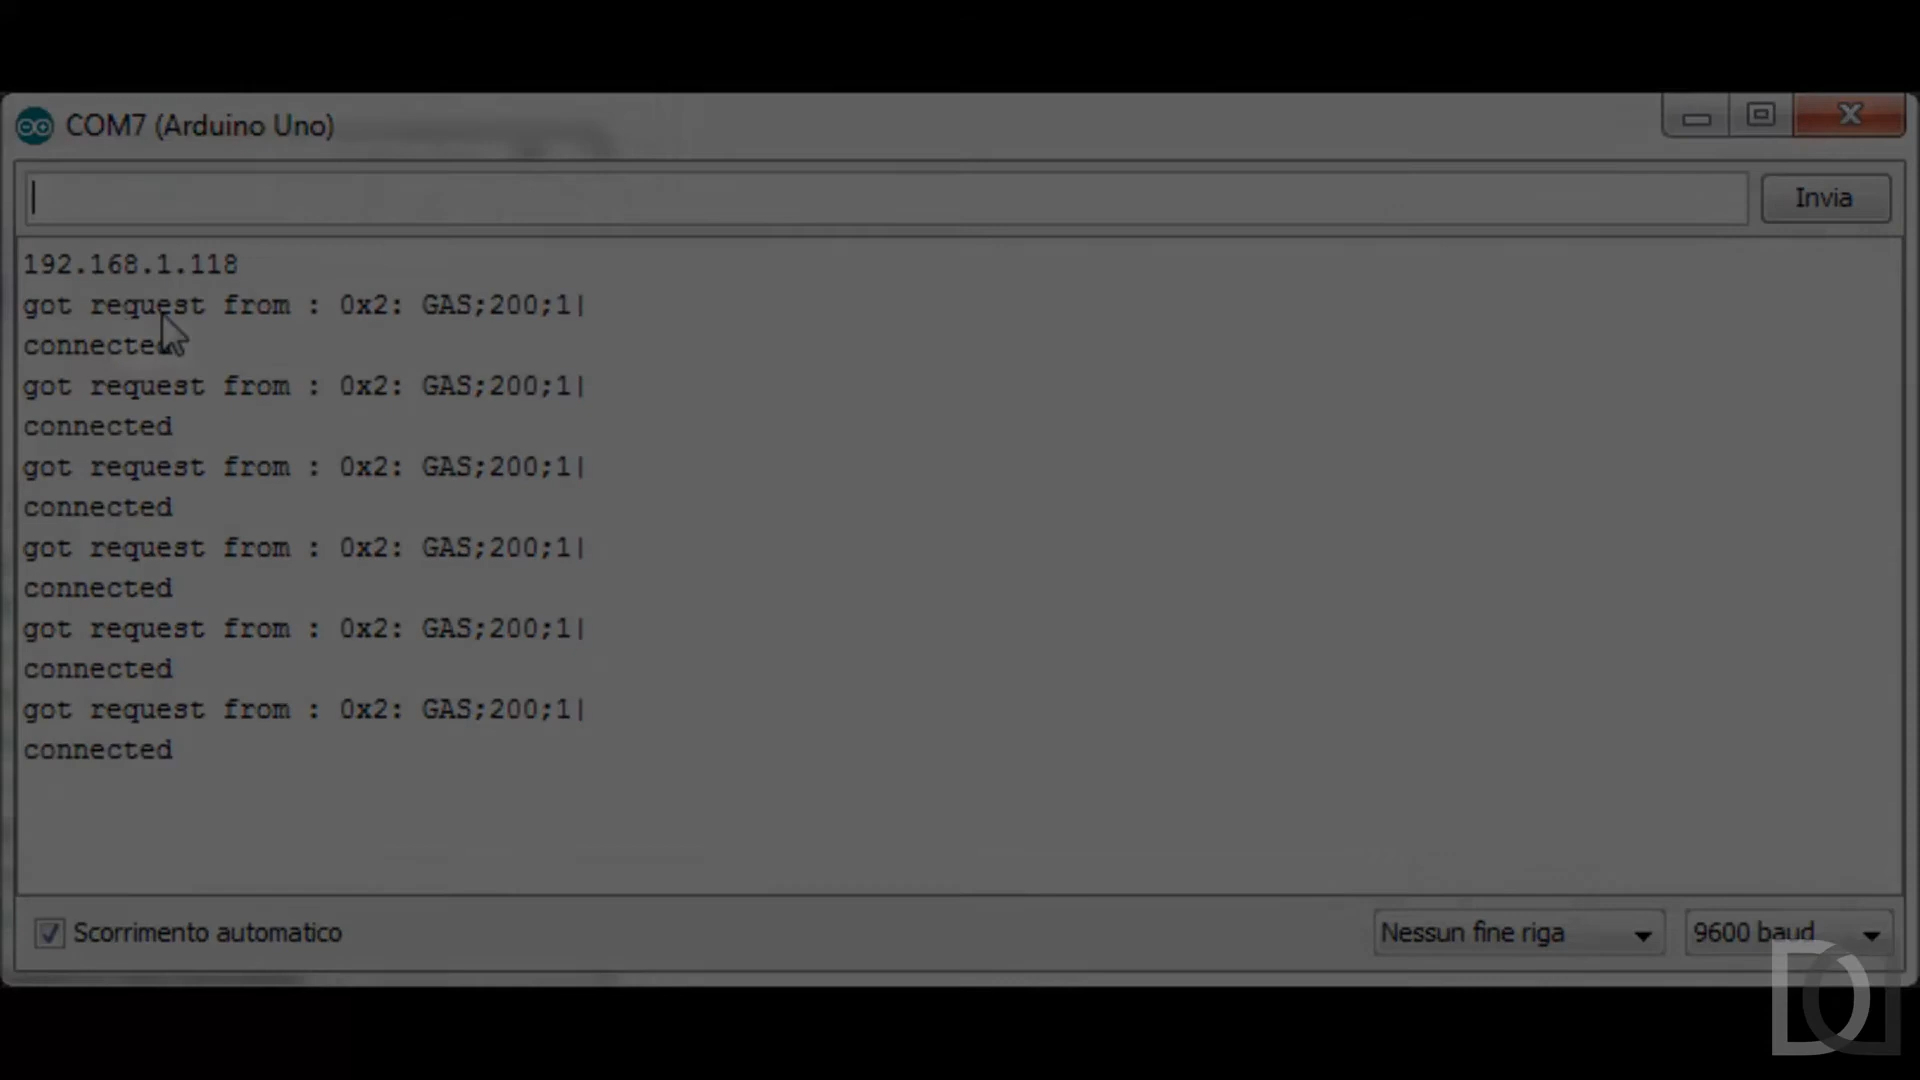 COM7 (Arduino Uno)
Invia
192.168.1.118
got request from : 0x2: GAS;200;1|
connected
got request from : 0x2: GAS;200;1|
connected
got request from : 0x2: GAS;200;1|
connected
got request from : 0x2: GAS;200;1|
connected
got request from : 0x2: GAS;200;1|
connected
got request from : 0x2: GAS;200;1|
connected
Scorrimento automatico
Nessun fine riga
9600 baud